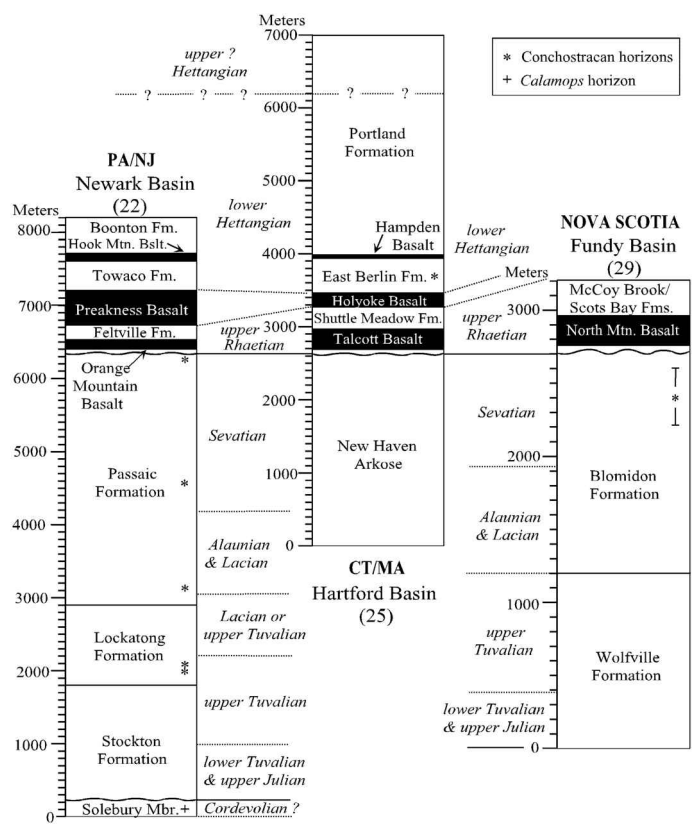 Meters
7000
6000
5000
4000
3000
2000
1000
0
upper ?
Hettangian
? ? ? ? ?
* Conchostracan horizons
+ Calamops horizon
Portland
Formation
lower
Hettangian
Hampden
Basalt
East Berlin Fm. *
Holyoke Basalt
Shuttle Meadow Fm.
Talcott Basalt
New Haven
Arkose
CT/MA
Hartford Basin
(25)
PA/NJ
Newark Basin
(22)
Meters
8000
7000
6000
5000
4000
3000
2000
1000
0
Boonton Fm.
Hook Mtn. Bslt.
Towaco Fm.
Preakness Basalt
Feltville Fm.
Orange
Mountain
Basalt
*
Passaic
Formation
*
*
Lockatong
Formation
*
*
Stockton
Formation
Solebury Mbr.+
upper
Rhaetian
Sevatian
Alaunian
& Lacian
Lacian or
upper Tuvalian
upper Tuvalian
lower Tuvalian
& upper Julian
Cordevolian ?
lower
Hettangian
upper
Rhaetian
Sevatian
Alaunian
& Lacian
upper
Tuvalian
lower Tuvalian
& upper Julian
NOVA SCOTIA
Fundy Basin
(29)
Meters
3000
2000
1000
0
McCoy Brook/
Scots Bay Fms.
North Mtn. Basalt
*
Blomidon
Formation
Wolfville
Formation